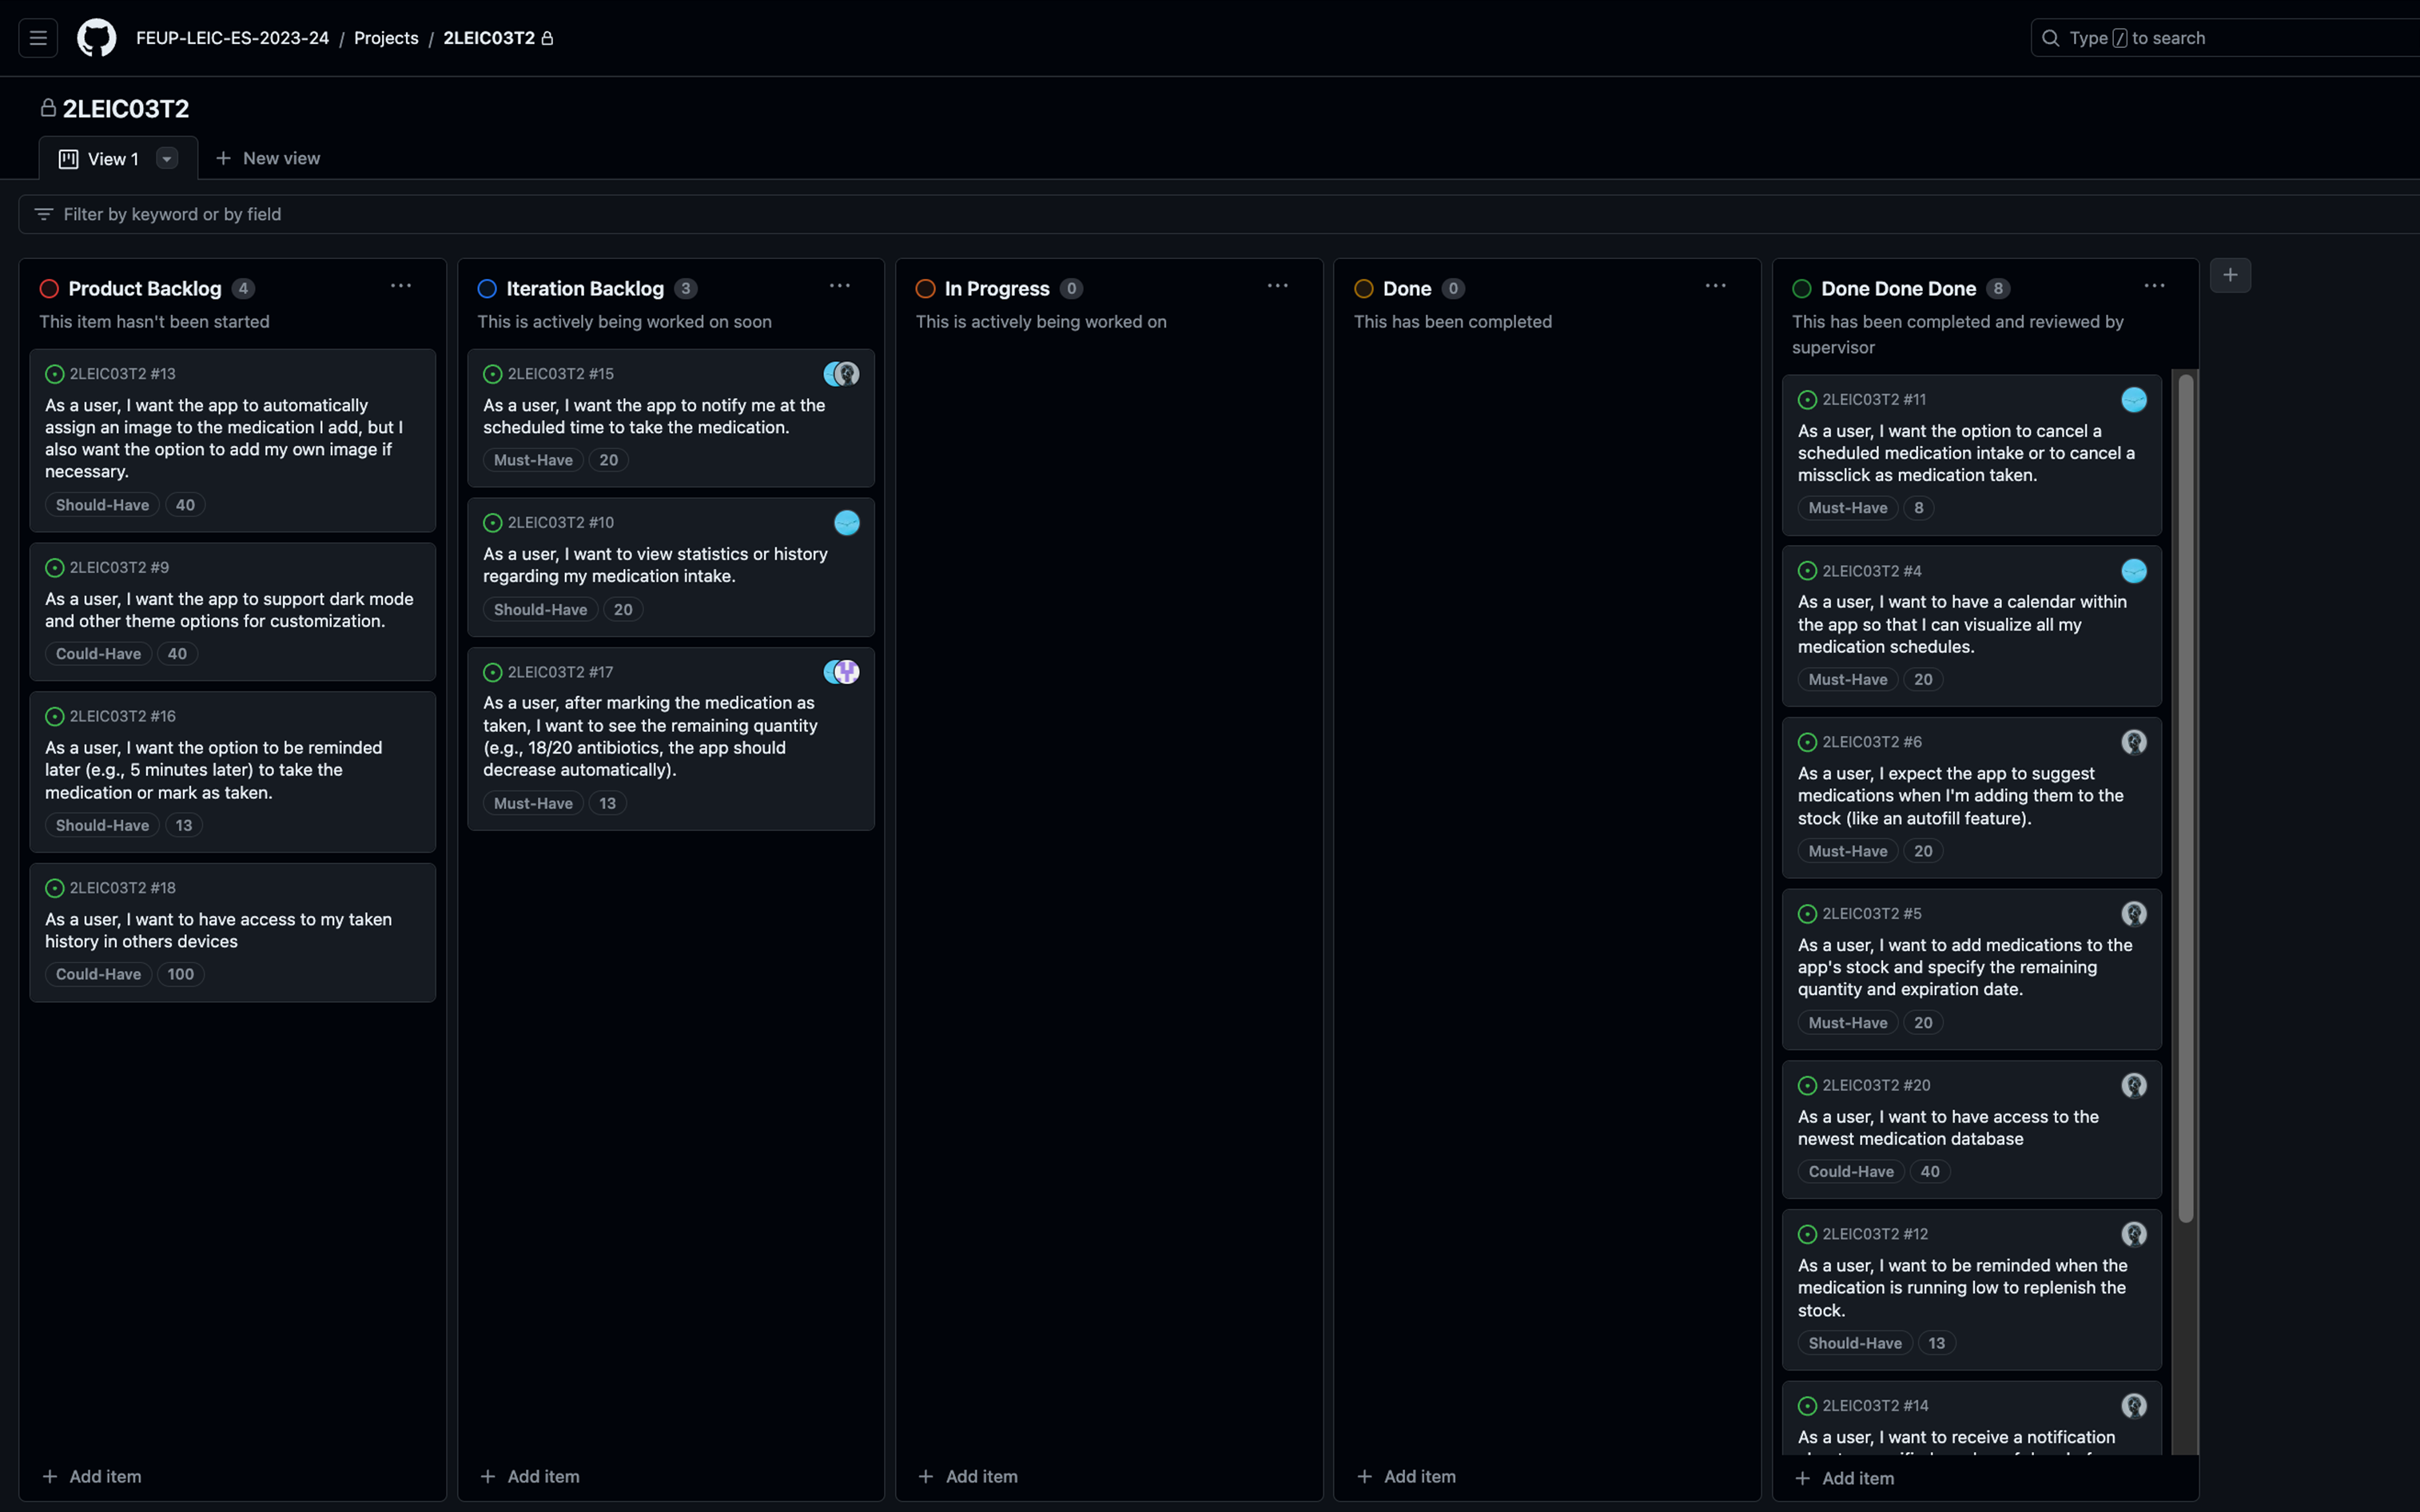 FEUP-LEIC-ES-2023-24 / Projects / 2LEIC03T2
Type / to search
2LEIC03T2
View 1
New view
Filter by keyword or by field
Product Backlog 4
This item hasn't been started
2LEIC03T2 #13
As a user, I want the app to automatically
assign an image to the medication I add, but I
also want the option to add my own image if
necessary.
Should-Have 40
2LEIC03T2 #9
As a user, I want the app to support dark mode
and other theme options for customization.
Could-Have 40
2LEIC03T2 #16
As a user, I want the option to be reminded
later (e.g., 5 minutes later) to take the
medication or mark as taken.
Should-Have 13
2LEIC03T2 #18
As a user, I want to have access to my taken
history in others devices
Could-Have 100
Add item
Iteration Backlog 3
This is actively being worked on soon
2LEIC03T2 #15
As a user, I want the app to notify me at the
scheduled time to take the medication.
Must-Have 20
2LEIC03T2 #10
As a user, I want to view statistics or history
regarding my medication intake.
Should-Have 20
2LEIC03T2 #17
As a user, after marking the medication as
taken, I want to see the remaining quantity
(e.g., 18/20 antibiotics, the app should
decrease automatically).
Must-Have 13
Add item
In Progress 0
This is actively being worked on
Add item
Done 0
This has been completed
Add item
Done Done Done 8
This has been completed and reviewed by
supervisor
2LEIC03T2 #11
As a user, I want the option to cancel a
scheduled medication intake or to cancel a
missclick as medication taken.
Must-Have 8
2LEIC03T2 #4
As a user, I want to have a calendar within
the app so that I can visualize all my
medication schedules.
Must-Have 20
2LEIC03T2 #6
As a user, I expect the app to suggest
medications when I'm adding them to the
stock (like an autofill feature).
Must-Have 20
2LEIC03T2 #5
As a user, I want to add medications to the
app's stock and specify the remaining
quantity and expiration date.
Must-Have 20
2LEIC03T2 #20
As a user, I want to have access to the
newest medication database
Could-Have 40
2LEIC03T2 #12
As a user, I want to be reminded when the
medication is running low to replenish the
stock.
Should-Have 13
2LEIC03T2 #14
As a user, I want to receive a notification
Add item